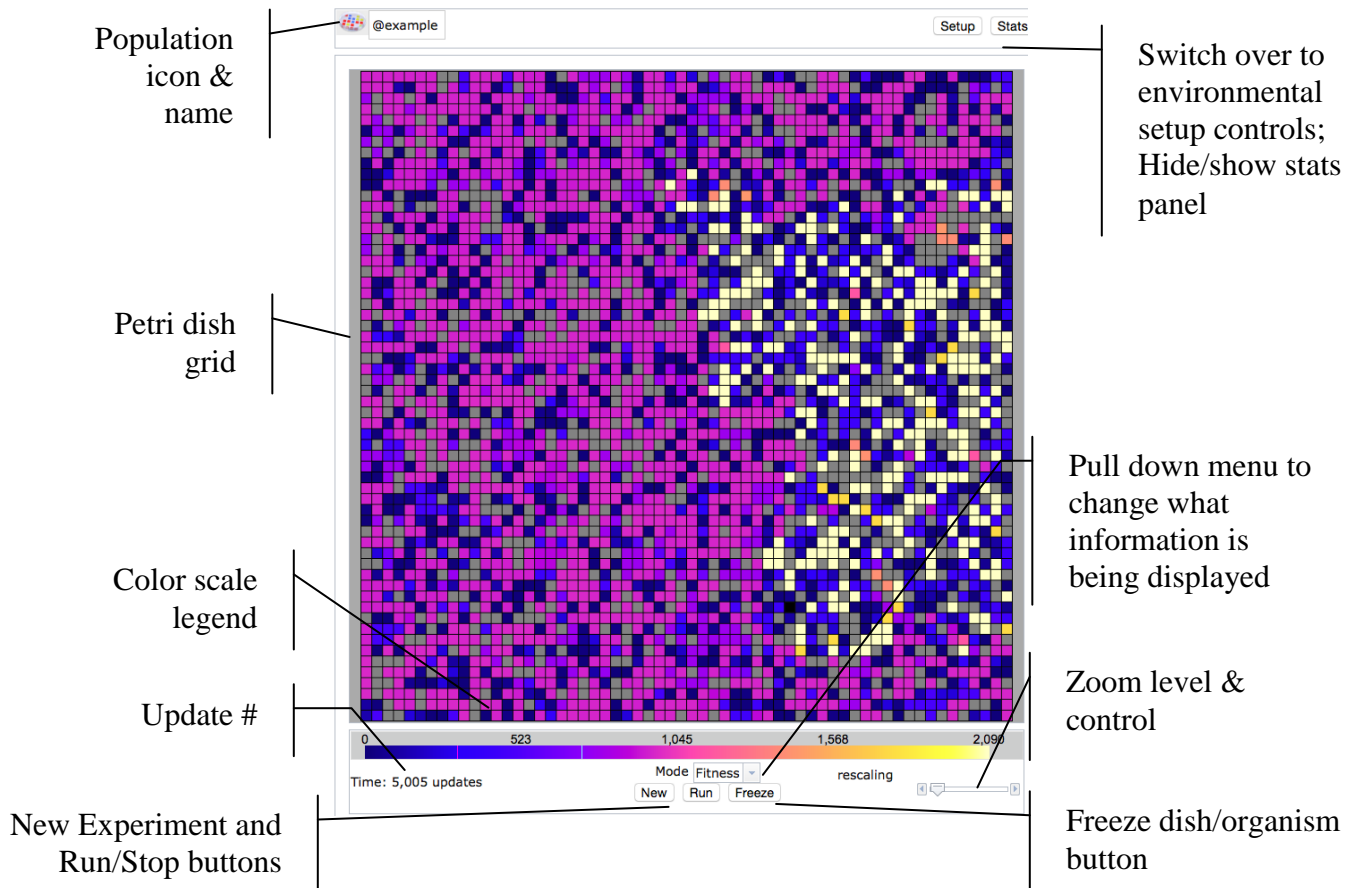 Population
icon &
name
@example
Setup
Stats
Switch over to
environmental
setup controls;
Hide/show stats
panel
Petri dish
grid
Pull down menu to
change what
information is
being displayed
Color scale
legend
Update #
Zoom level &
control
0 523 1,045 1,568 2,090
Time: 5,005 updates
Mode Fitness
rescaling
New Run Freeze
New Experiment and
Run/Stop buttons
Freeze dish/organism
button